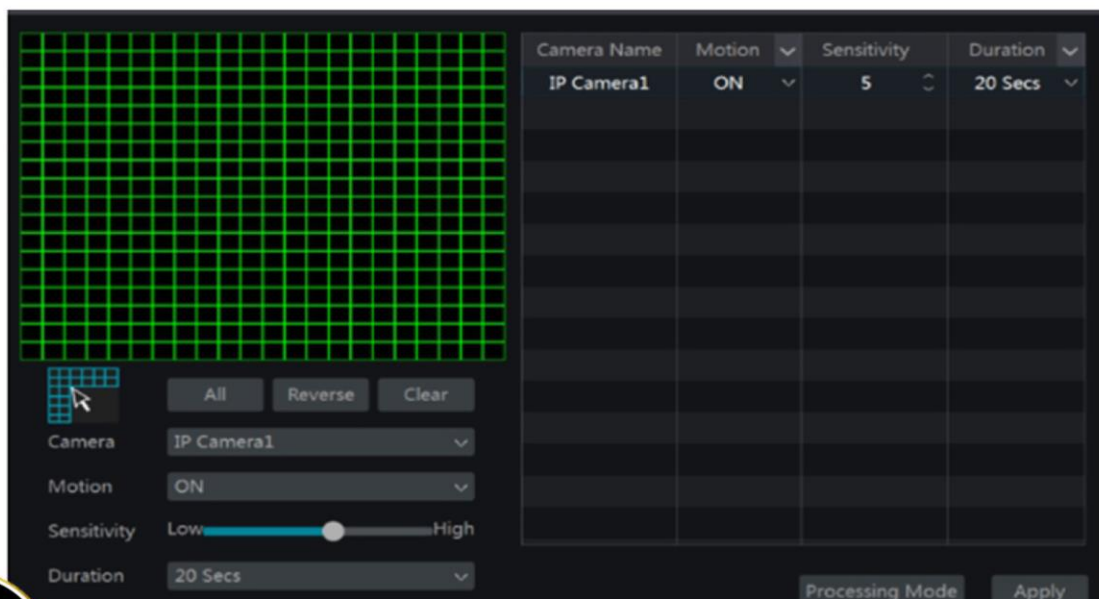 Camera Name Motion Sensitivity Duration
IP Camera1 ON 5 20 Secs
All Reverse Clear
Camera IP Camera1
Motion ON
Sensitivity Low High
Duration 20 Secs
Processing Mode Apply